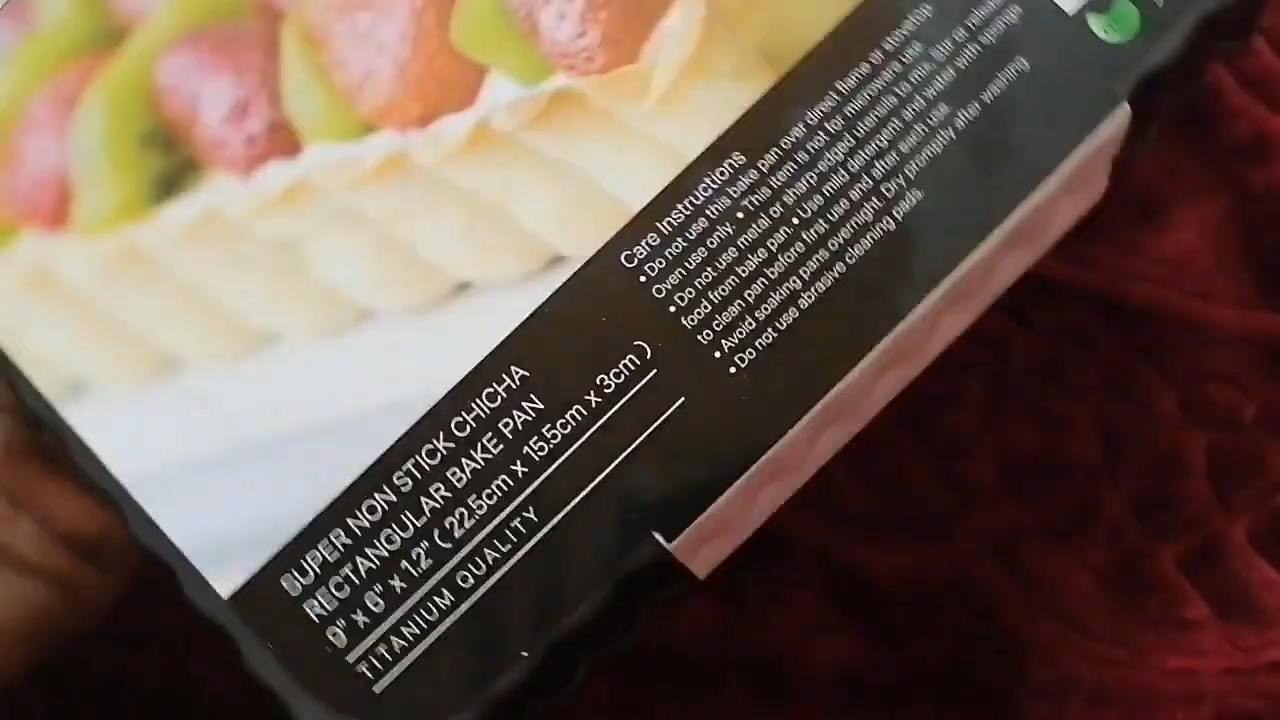 SUPER NON STICK CHICHA
RECTANGULAR BAKE PAN
9" x 6" x 1.2" ( 22.5cm x 15.5cm x 3cm )
TITANIUM QUALITY
Care Instructions
• Do not use this bake pan over direct flame or stovetop
Oven use only. • This item is not for microware use
• Do not use metal or sharp-edged utensils to mix, stir or release
food from bake pan. • Use mild detergent and water with sponge
to clean pan before first use and after each use.
• Avoid soaking pans overnight. Dry promptly after washing
• Do not use abrasive cleaning pads.